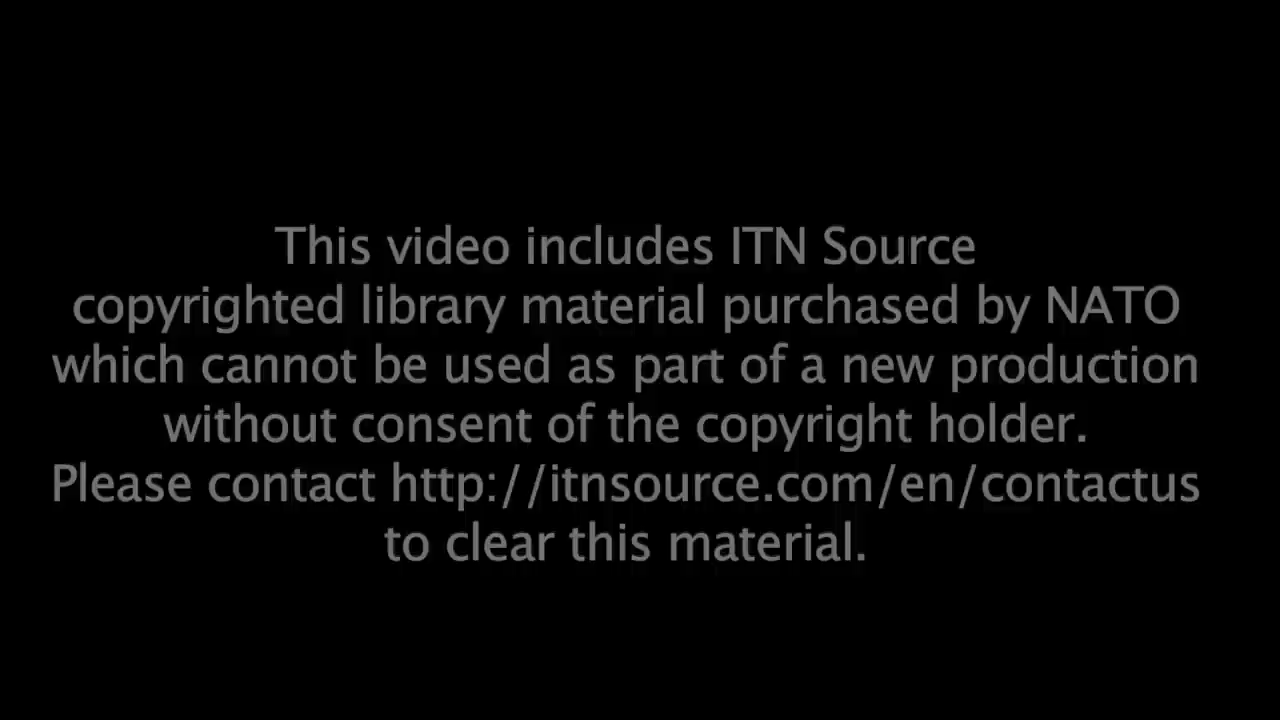 This video includes ITN Source
copyrighted library material purchased by NATO
which cannot be used as part of a new production
without consent of the copyright holder.
Please contact http://itnsource.com/en/contactus
to clear this material.